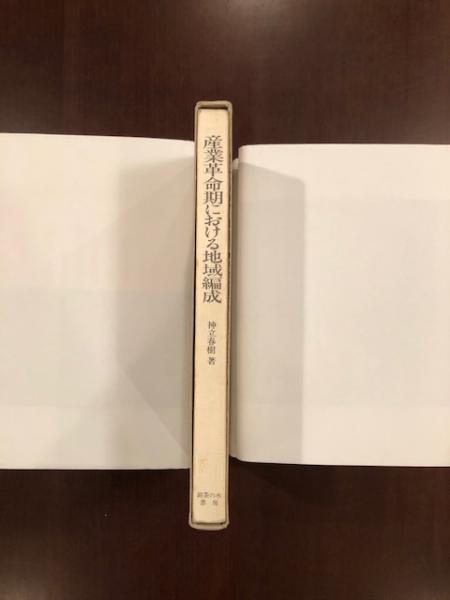 産業革命期における地域編成
神立春樹 著
御茶の水
書房